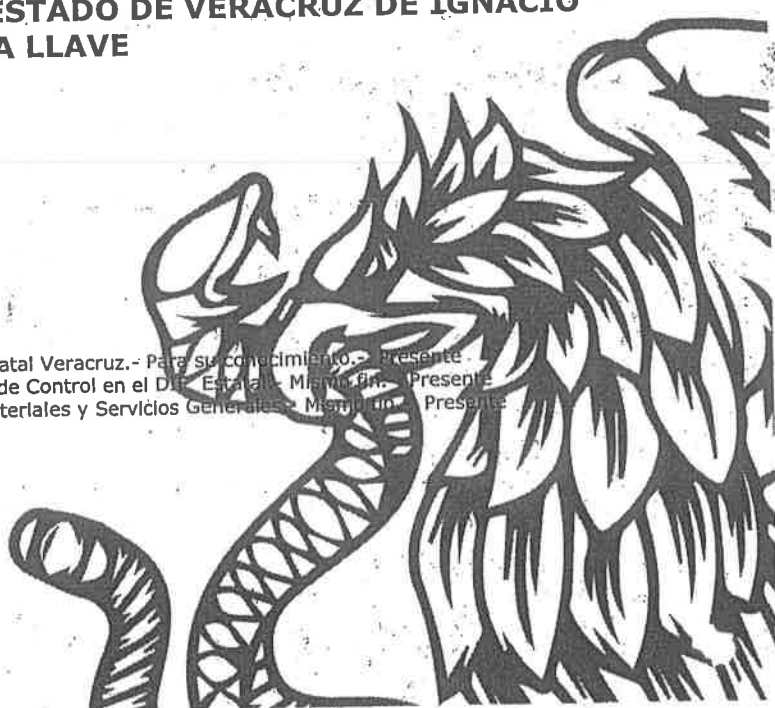 ESTADO DE VERACRUZ DE IGNACIO
A LLAVE
atal Veracruz.- Para su conocimiento.- Presente
de Control en el DIF Estatal.- Mismo fin.- Presente
teriales y Servicios Generales.- Mismo fin.- Presente